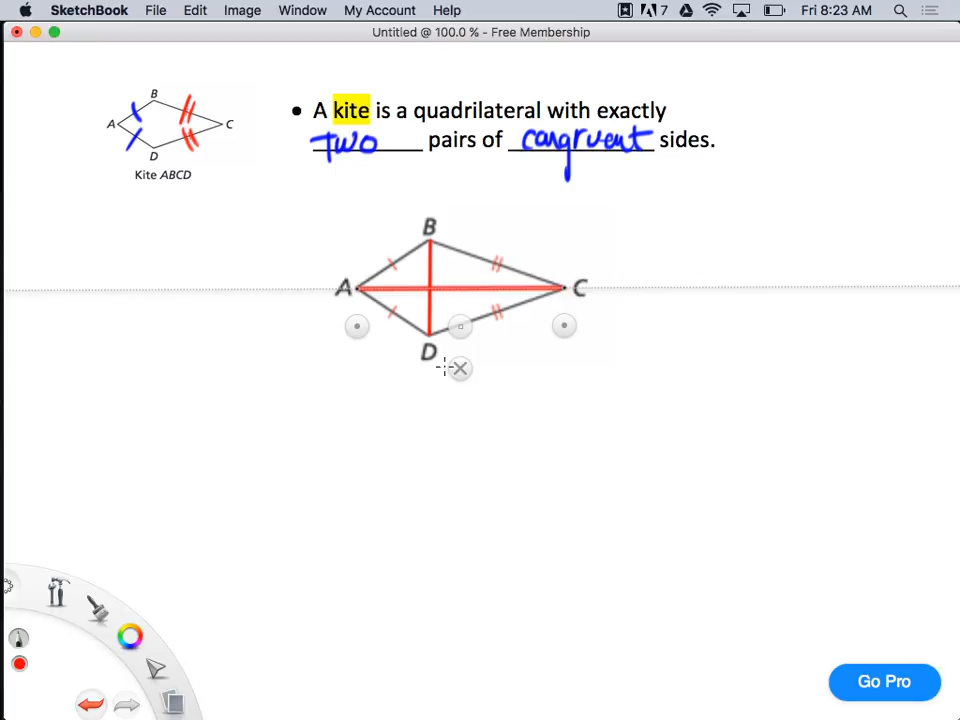 SketchBook File Edit Image Window My Account Help 7 Fri 8:23 AM
Untitled @ 100.0 % - Free Membership
B
A C
D
Kite ABCD
• A kite is a quadrilateral with exactly
two pairs of congruent sides.
B
A C
D
Go Pro